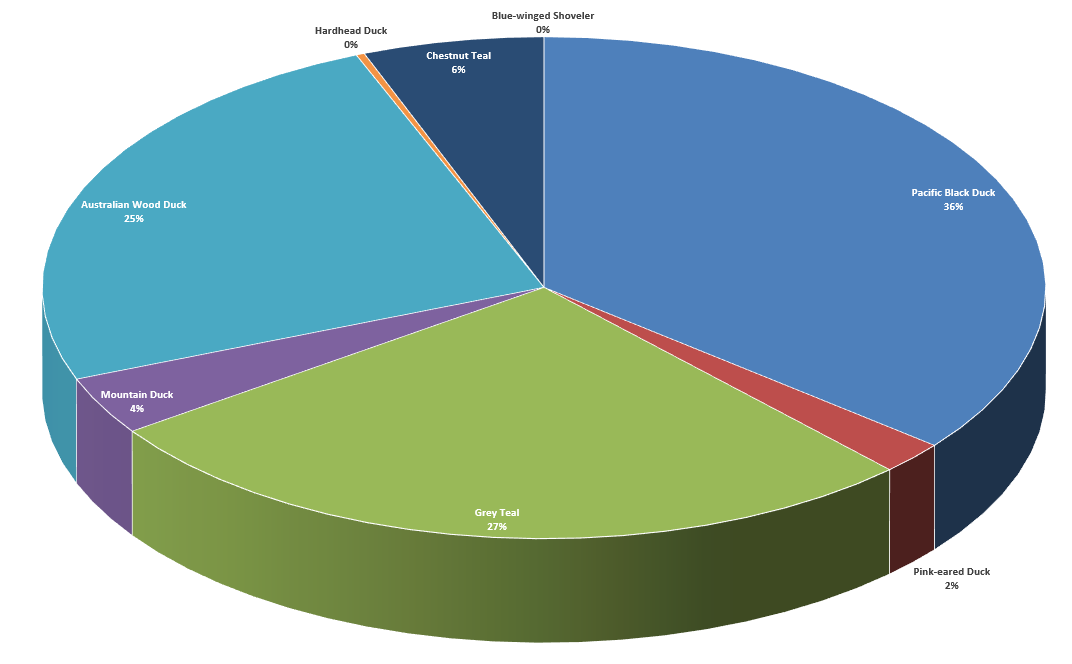 Blue-winged Shoveler
0%
Hardhead Duck
0%
Chestnut Teal
6%
Pacific Black Duck
36%
Australian Wood Duck
25%
Mountain Duck
4%
Grey Teal
27%
Pink-eared Duck
2%